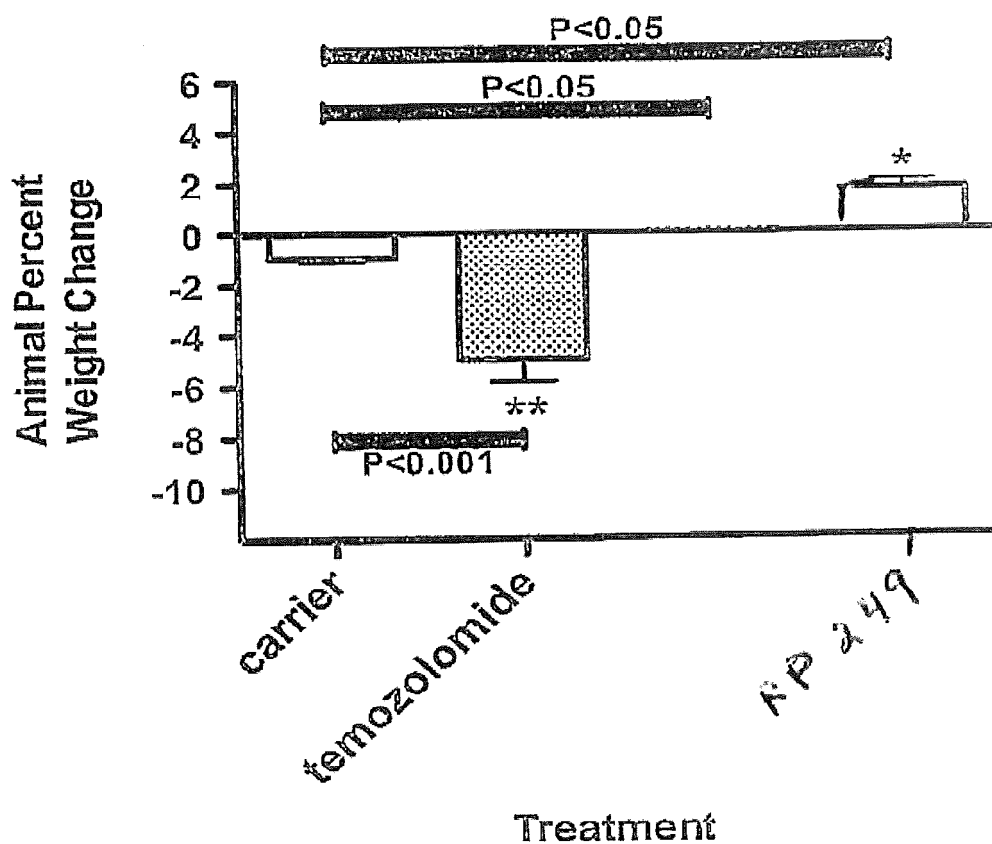 P<0.05
P<0.05
6
4
2
0
-2
-4
-6
-8
-10
Animal Percent
Weight Change
*
**
P<0.001
carrier
temozolomide
RP 249
Treatment